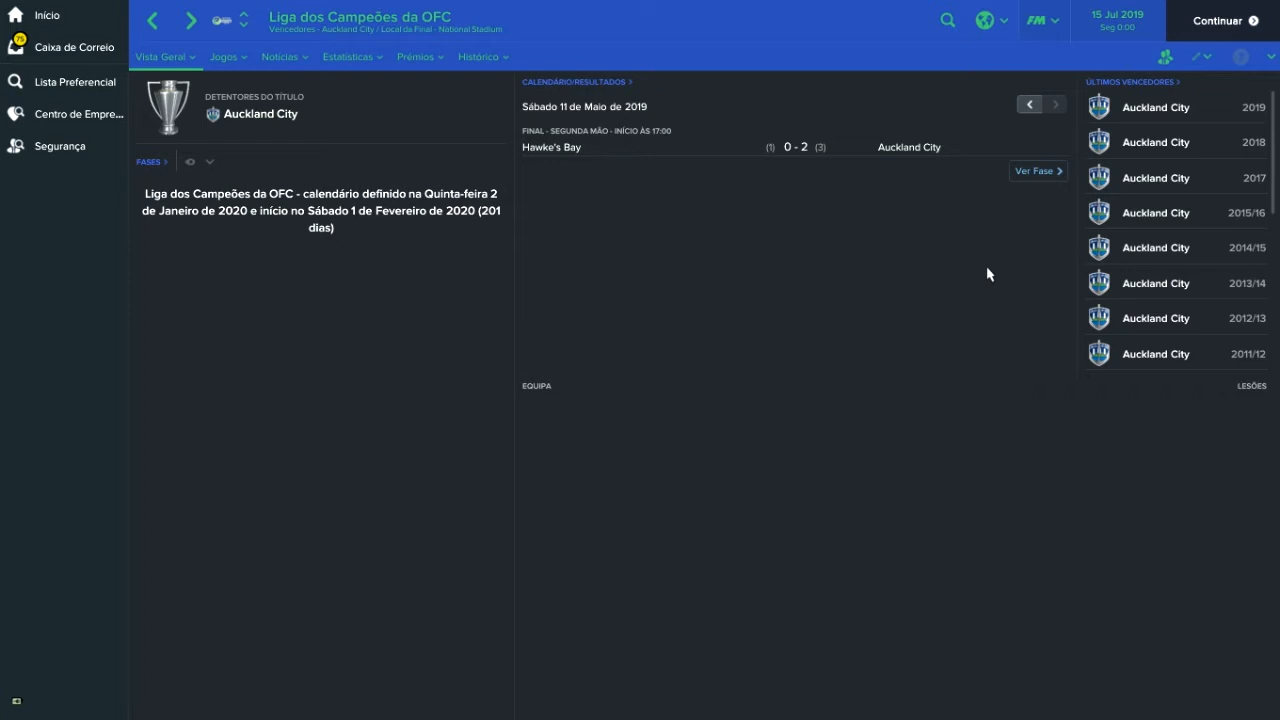 Início
75
Caixa de Correio
Lista Preferencial
Centro de Empre...
Segurança
Liga dos Campeões da OFC
Vencedores - Auckland City / Local da Final - National Stadium
FM
15 Jul 2019
Seg 0:00
Continuar
Vista Geral
Jogos
Notícias
Estatísticas
Prémios
Histórico
DETENTORES DO TÍTULO
Auckland City
FASES
Liga dos Campeões da OFC - calendário definido na Quinta-feira 2
de Janeiro de 2020 e início no Sábado 1 de Fevereiro de 2020 (201
dias)
CALENDÁRIO/RESULTADOS
Sábado 11 de Maio de 2019
FINAL - SEGUNDA MÃO - INÍCIO ÀS 17:00
Hawke's Bay (1) 0 - 2 (3) Auckland City
Ver Fase
EQUIPA
LESÕES
ÚLTIMOS VENCEDORES
Auckland City 2019
Auckland City 2018
Auckland City 2017
Auckland City 2015/16
Auckland City 2014/15
Auckland City 2013/14
Auckland City 2012/13
Auckland City 2011/12